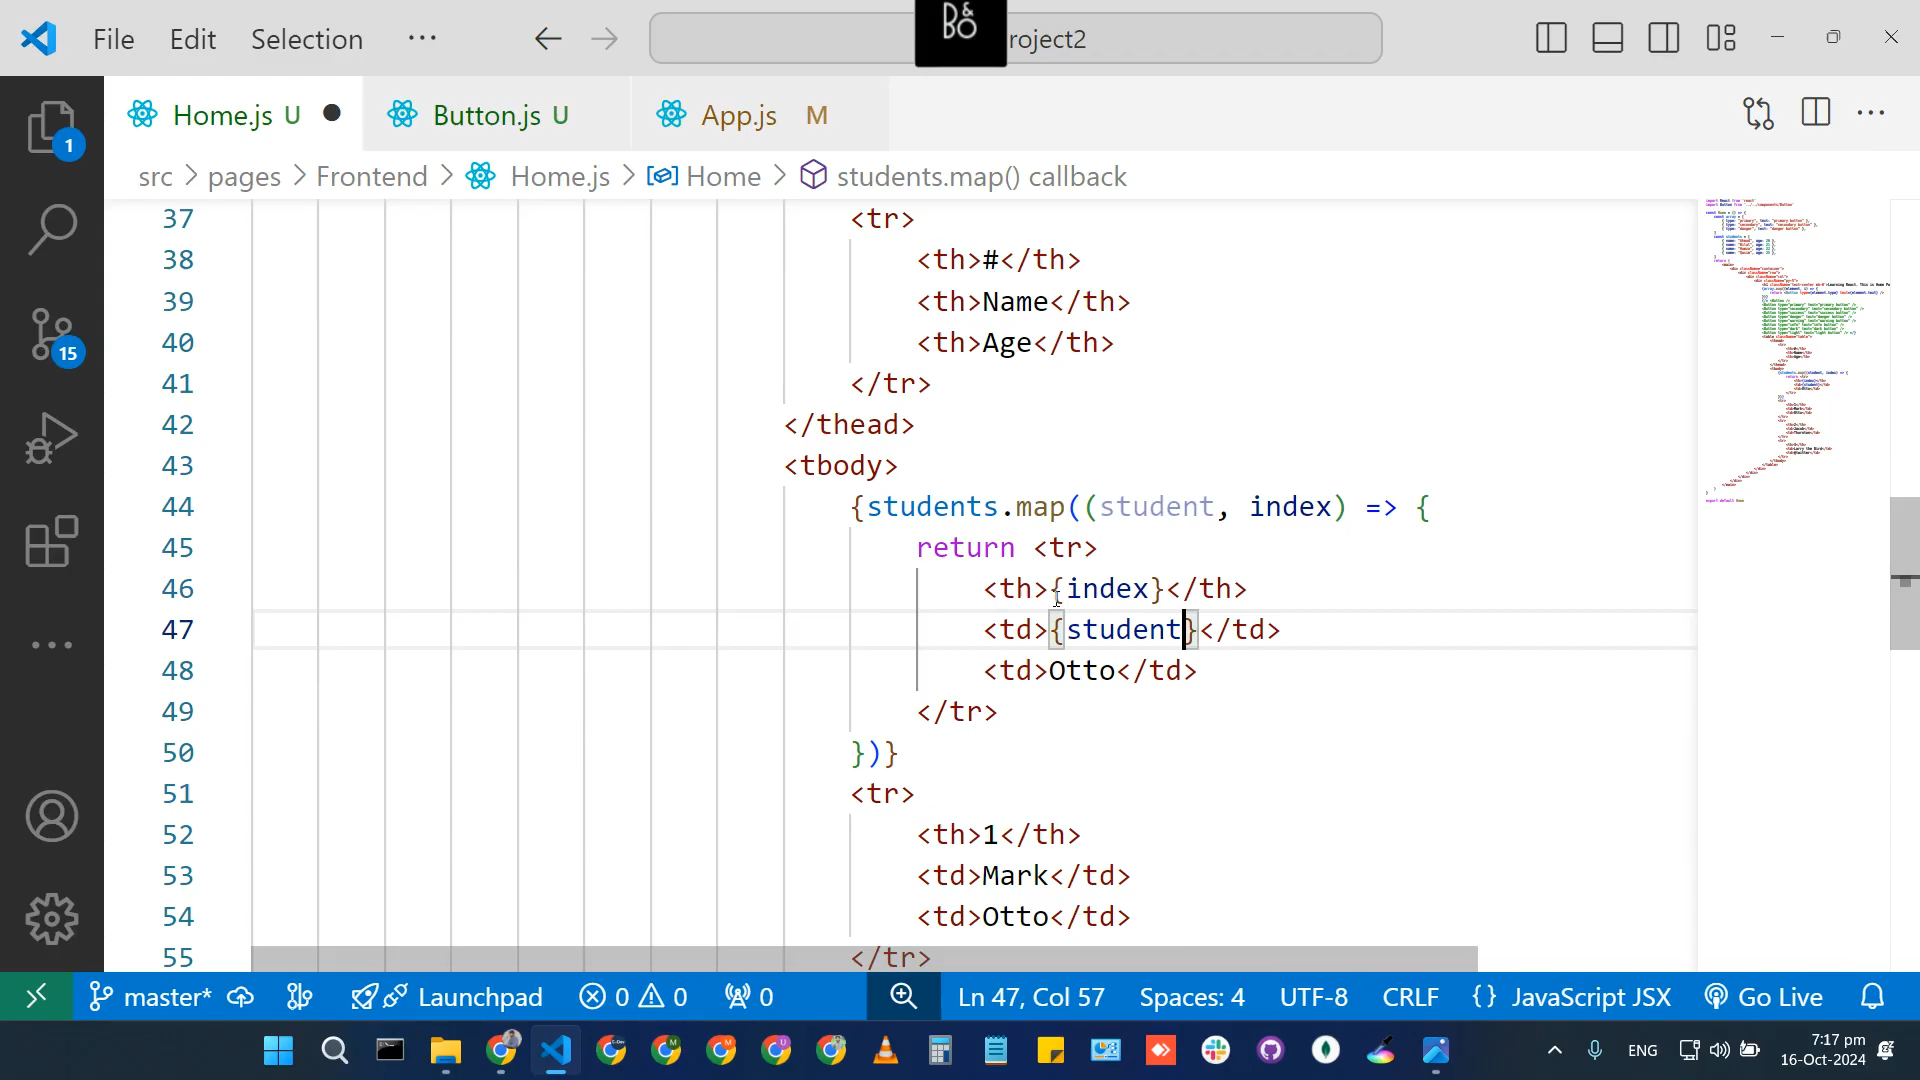 File Edit Selection ··· B&O roject2
Home.js U Button.js U App.js M
src > pages > Frontend > Home.js > Home > students.map() callback
37 <tr>
38 <th>#</th>
39 <th>Name</th>
40 <th>Age</th>
41 </tr>
42 </thead>
43 <tbody>
44 {students.map((student, index) => {
45 return <tr>
46 <th>{index}</th>
47 <td>{student}</td>
48 <td>Otto</td>
49 </tr>
50 })}
51 <tr>
52 <th>1</th>
53 <td>Mark</td>
54 <td>Otto</td>
55 </tr>
1
15
master* Launchpad 0 0 0 Ln 47, Col 57 Spaces: 4 UTF-8 CRLF {} JavaScript JSX Go Live
ENG 7:17 pm
16-Oct-2024